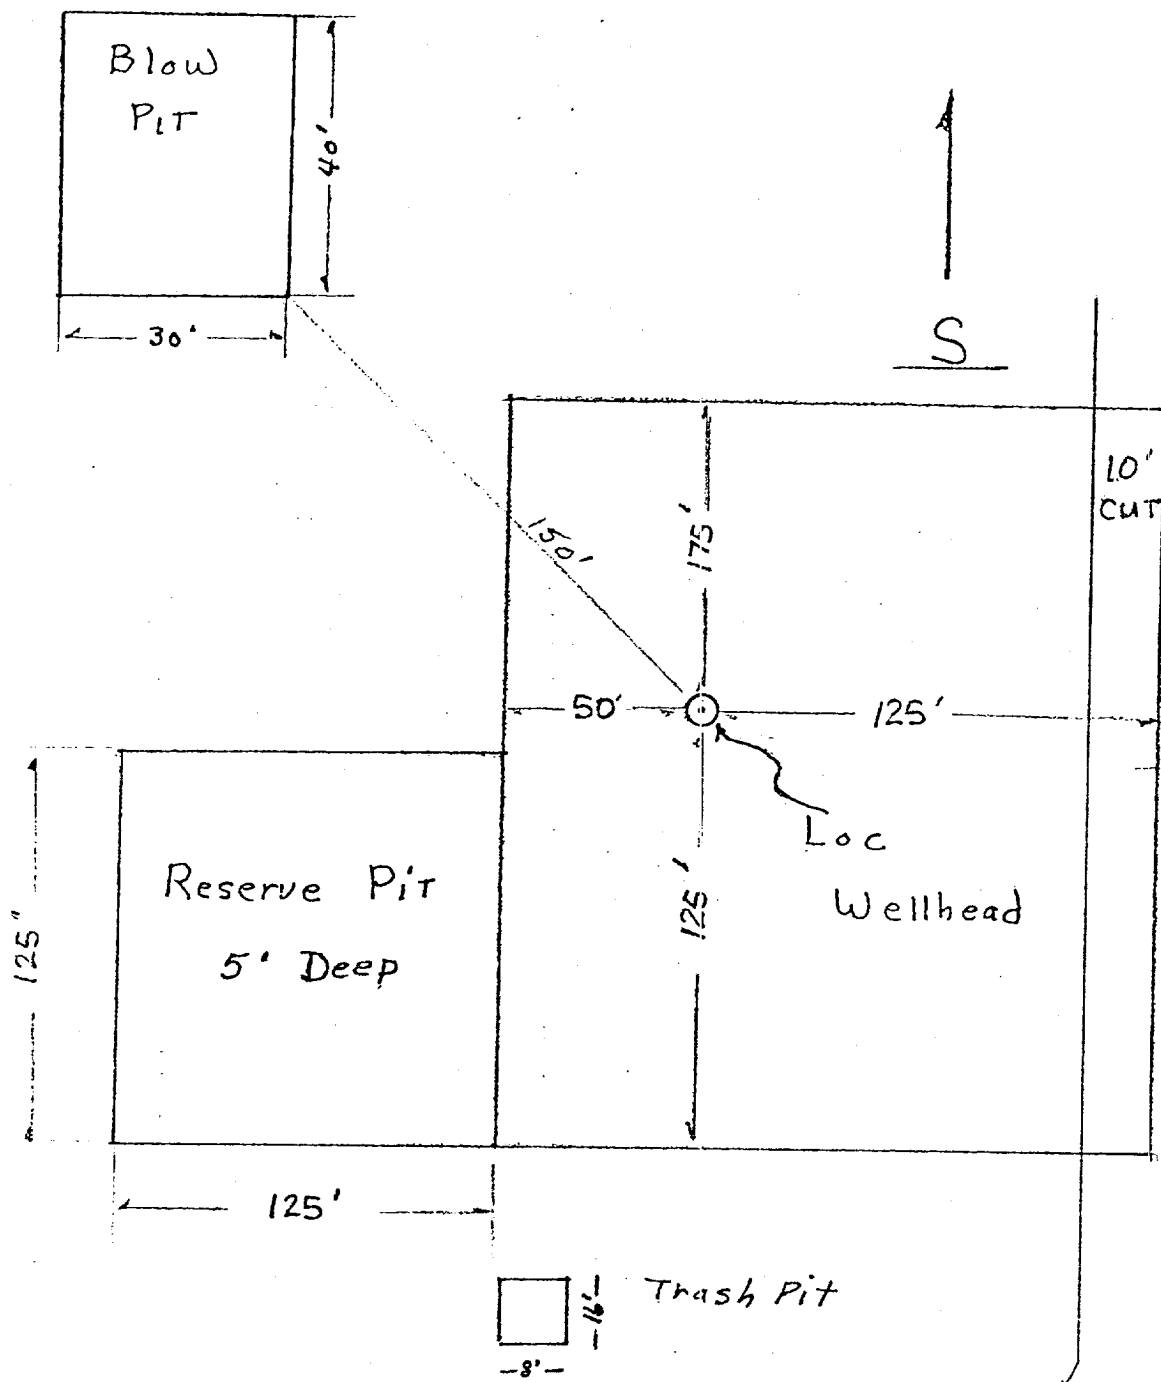 Blow
PIT
40'
30'
S
10'
CUT
175'
150'
50'
125'
Loc
Wellhead
125'
Reserve PiT
5' Deep
125"
125'
Trash Pit
16'
8'